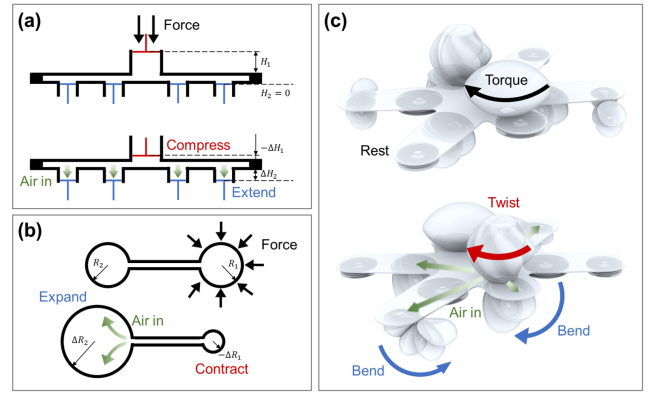 (a)
Force
H₁
H₂ = 0
Compress
−ΔH₁
ΔH₂
Air in
Extend
(b)
Force
R₂
R₁
Expand
Air in
ΔR₂
−ΔR₁
Contract
(c)
Torque
Rest
Twist
Air in
Bend
Bend